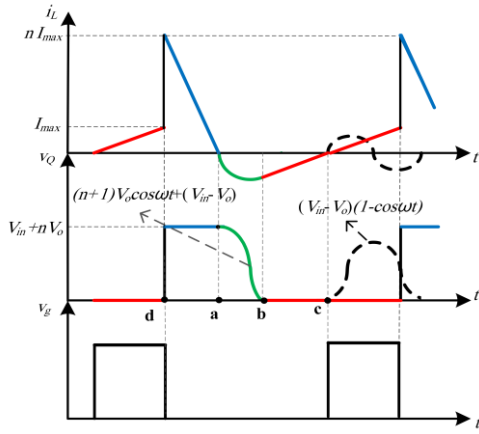 i_L
n I_max
I_max
t
v_Q
(n+1)V_o cosωt+(V_in-V_o)
(V_in-V_o)(1-cosωt)
V_in+nV_o
d
a
b
c
t
v_g
t